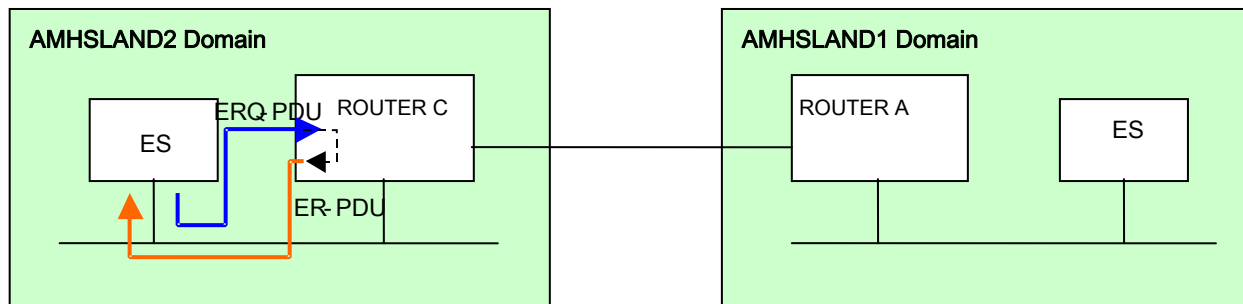 AMHSLAND2 Domain
AMHSLAND1 Domain
ERQ-PDU
ROUTER C
ROUTER A
ES
ES
ER-PDU